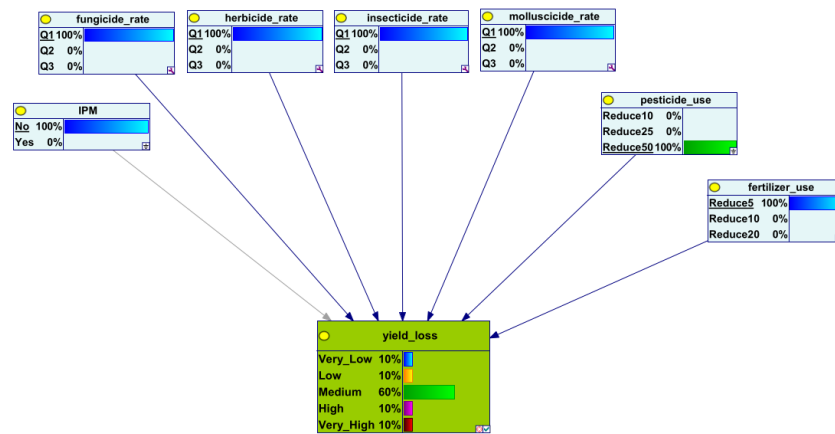 fungicide_rate
Q1 100%
Q2 0%
Q3 0%
herbicide_rate
Q1 100%
Q2 0%
Q3 0%
insecticide_rate
Q1 100%
Q2 0%
Q3 0%
molluscicide_rate
Q1 100%
Q2 0%
Q3 0%
IPM
No 100%
Yes 0%
pesticide_use
Reduce10 0%
Reduce25 0%
Reduce50 100%
fertilizer_use
Reduce5 100%
Reduce10 0%
Reduce20 0%
yield_loss
Very_Low 10%
Low 10%
Medium 60%
High 10%
Very_High 10%